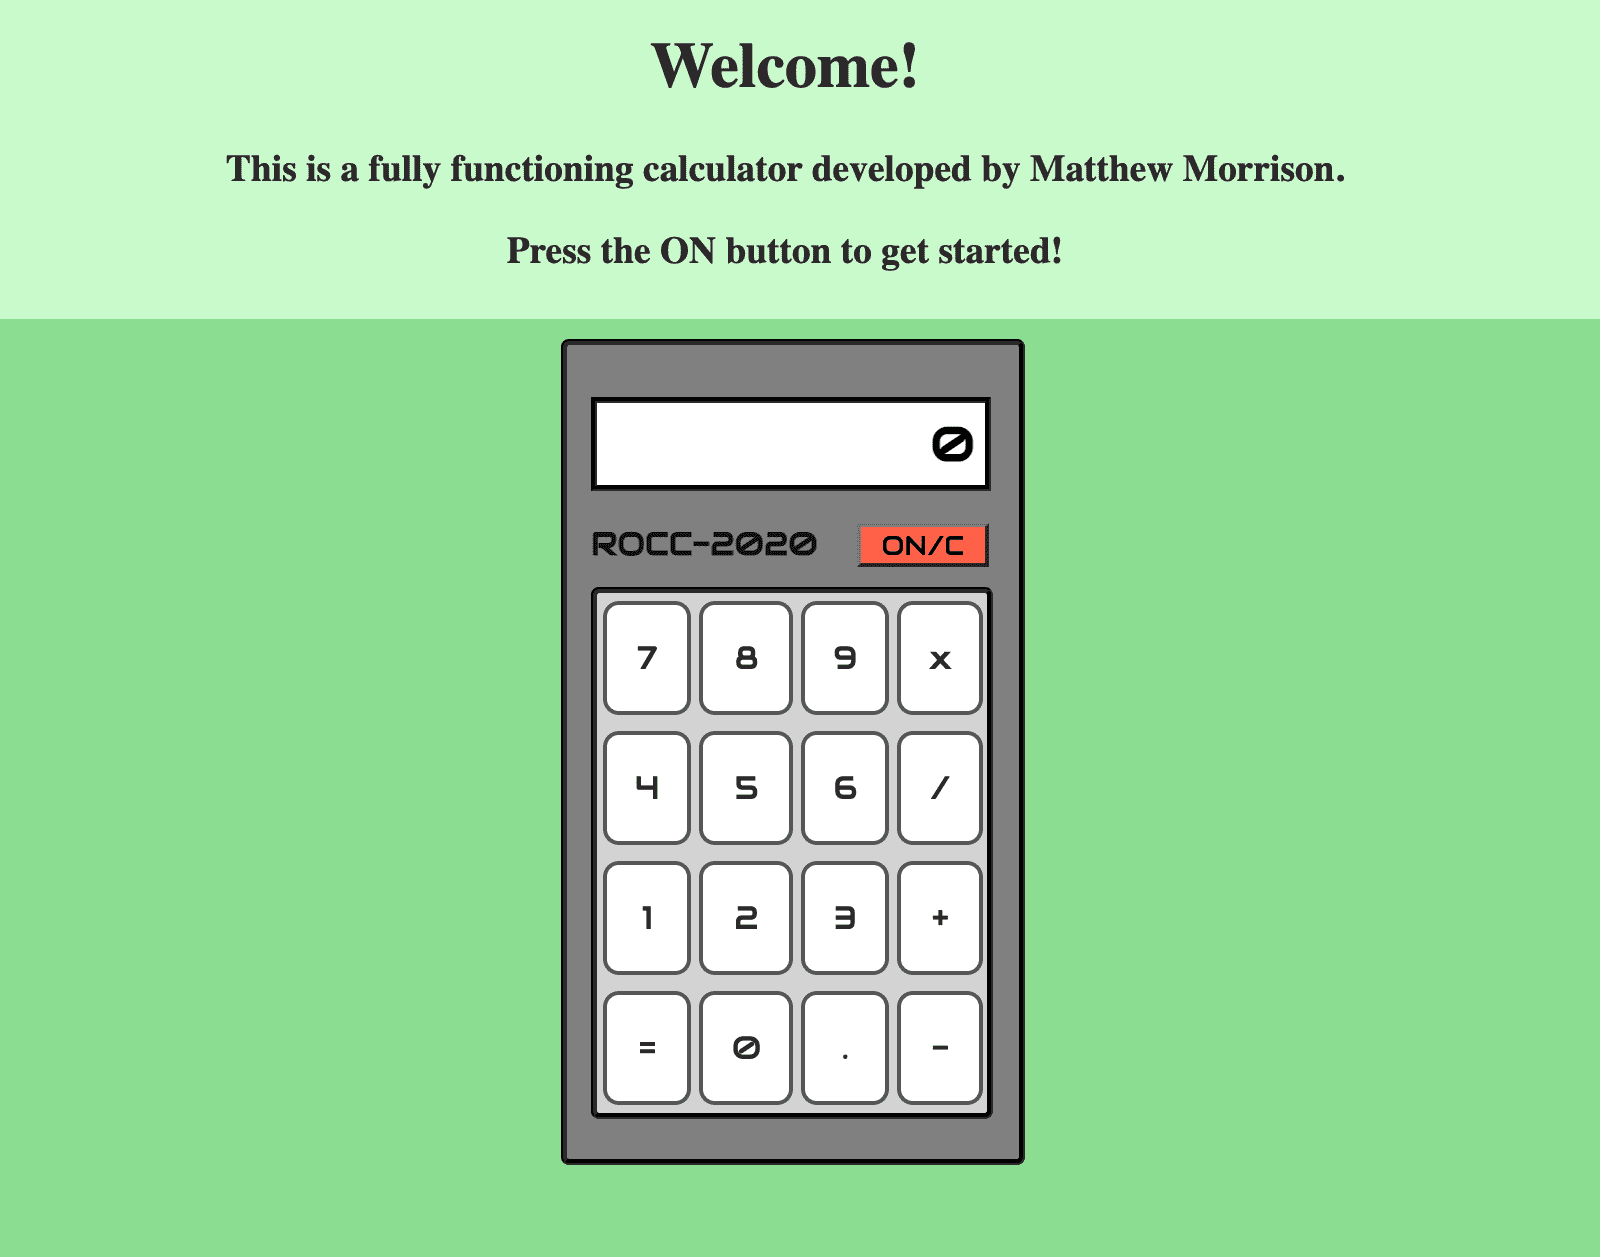 Welcome!
This is a fully functioning calculator developed by Matthew Morrison.
Press the ON button to get started!
0
ROCC-2020 ON/C
7 8 9 x
4 5 6 /
1 2 3 +
= 0 . -